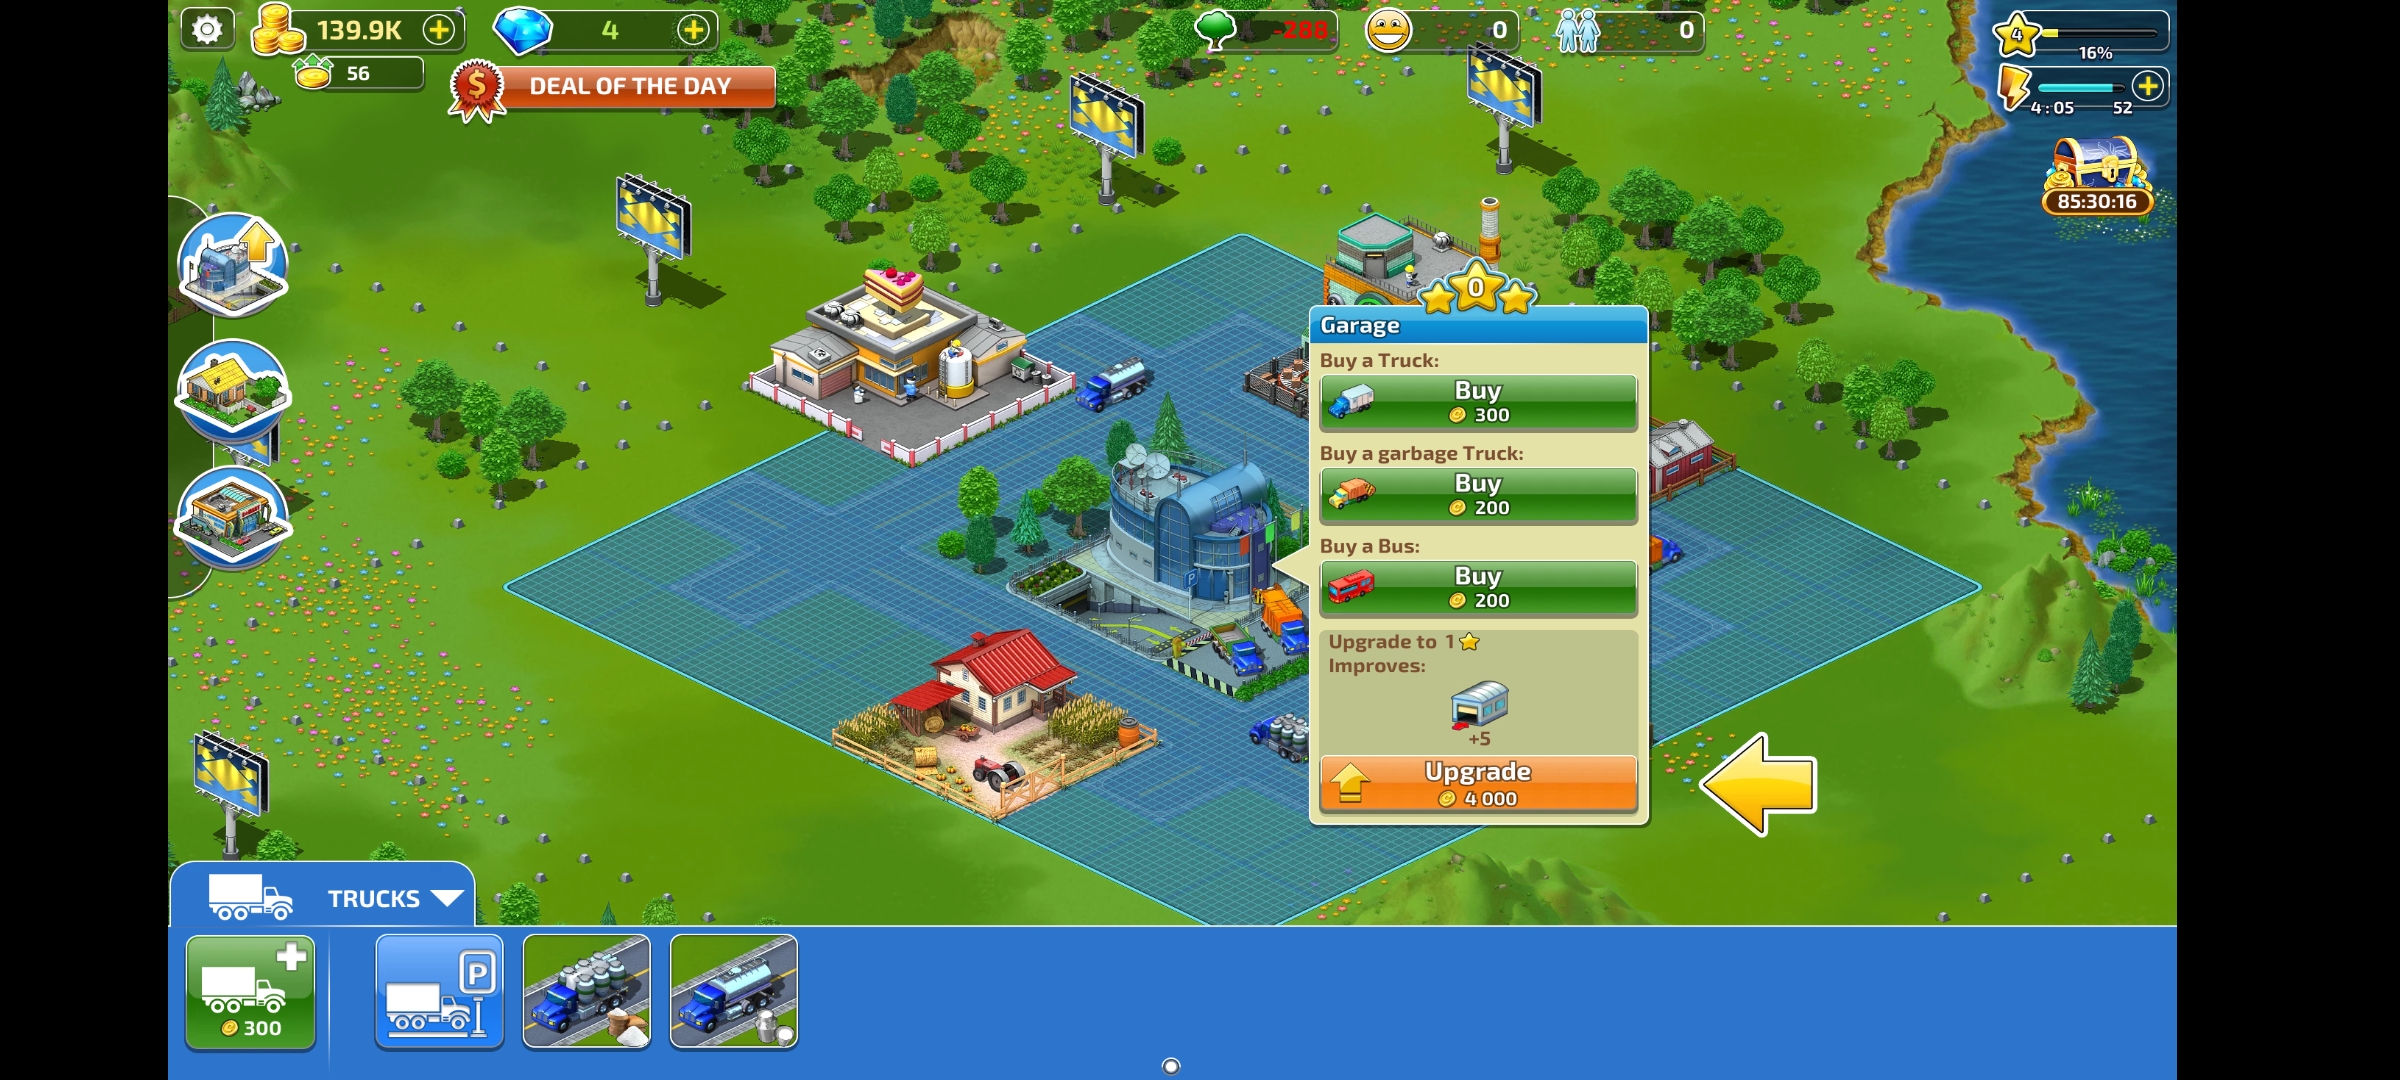 139.9K
4
-288
0
0
4
16%
56
DEAL OF THE DAY
4:05
52
85:30:16
0
Garage
Buy a Truck:
Buy
300
Buy a garbage Truck:
Buy
200
Buy a Bus:
Buy
200
Upgrade to 1
Improves:
+5
Upgrade
4 000
P
TRUCKS
300
P